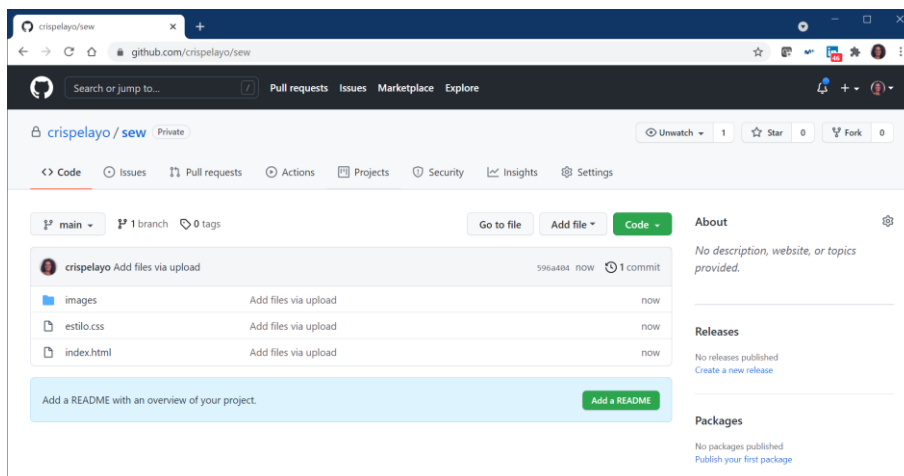 crispelayo/sew
github.com/crispelayo/sew
46
Search or jump to... /
Pull requests Issues Marketplace Explore
crispelayo / sew Private
Unwatch 1 Star 0 Fork 0
Code Issues Pull requests Actions Projects Security Insights Settings
main 1 branch 0 tags
Go to file Add file Code
crispelayo Add files via upload 596a404 now 1 commit
images Add files via upload now
estilo.css Add files via upload now
index.html Add files via upload now
Add a README with an overview of your project. Add a README
About
No description, website, or topics
provided.
Releases
No releases published
Create a new release
Packages
No packages published
Publish your first package